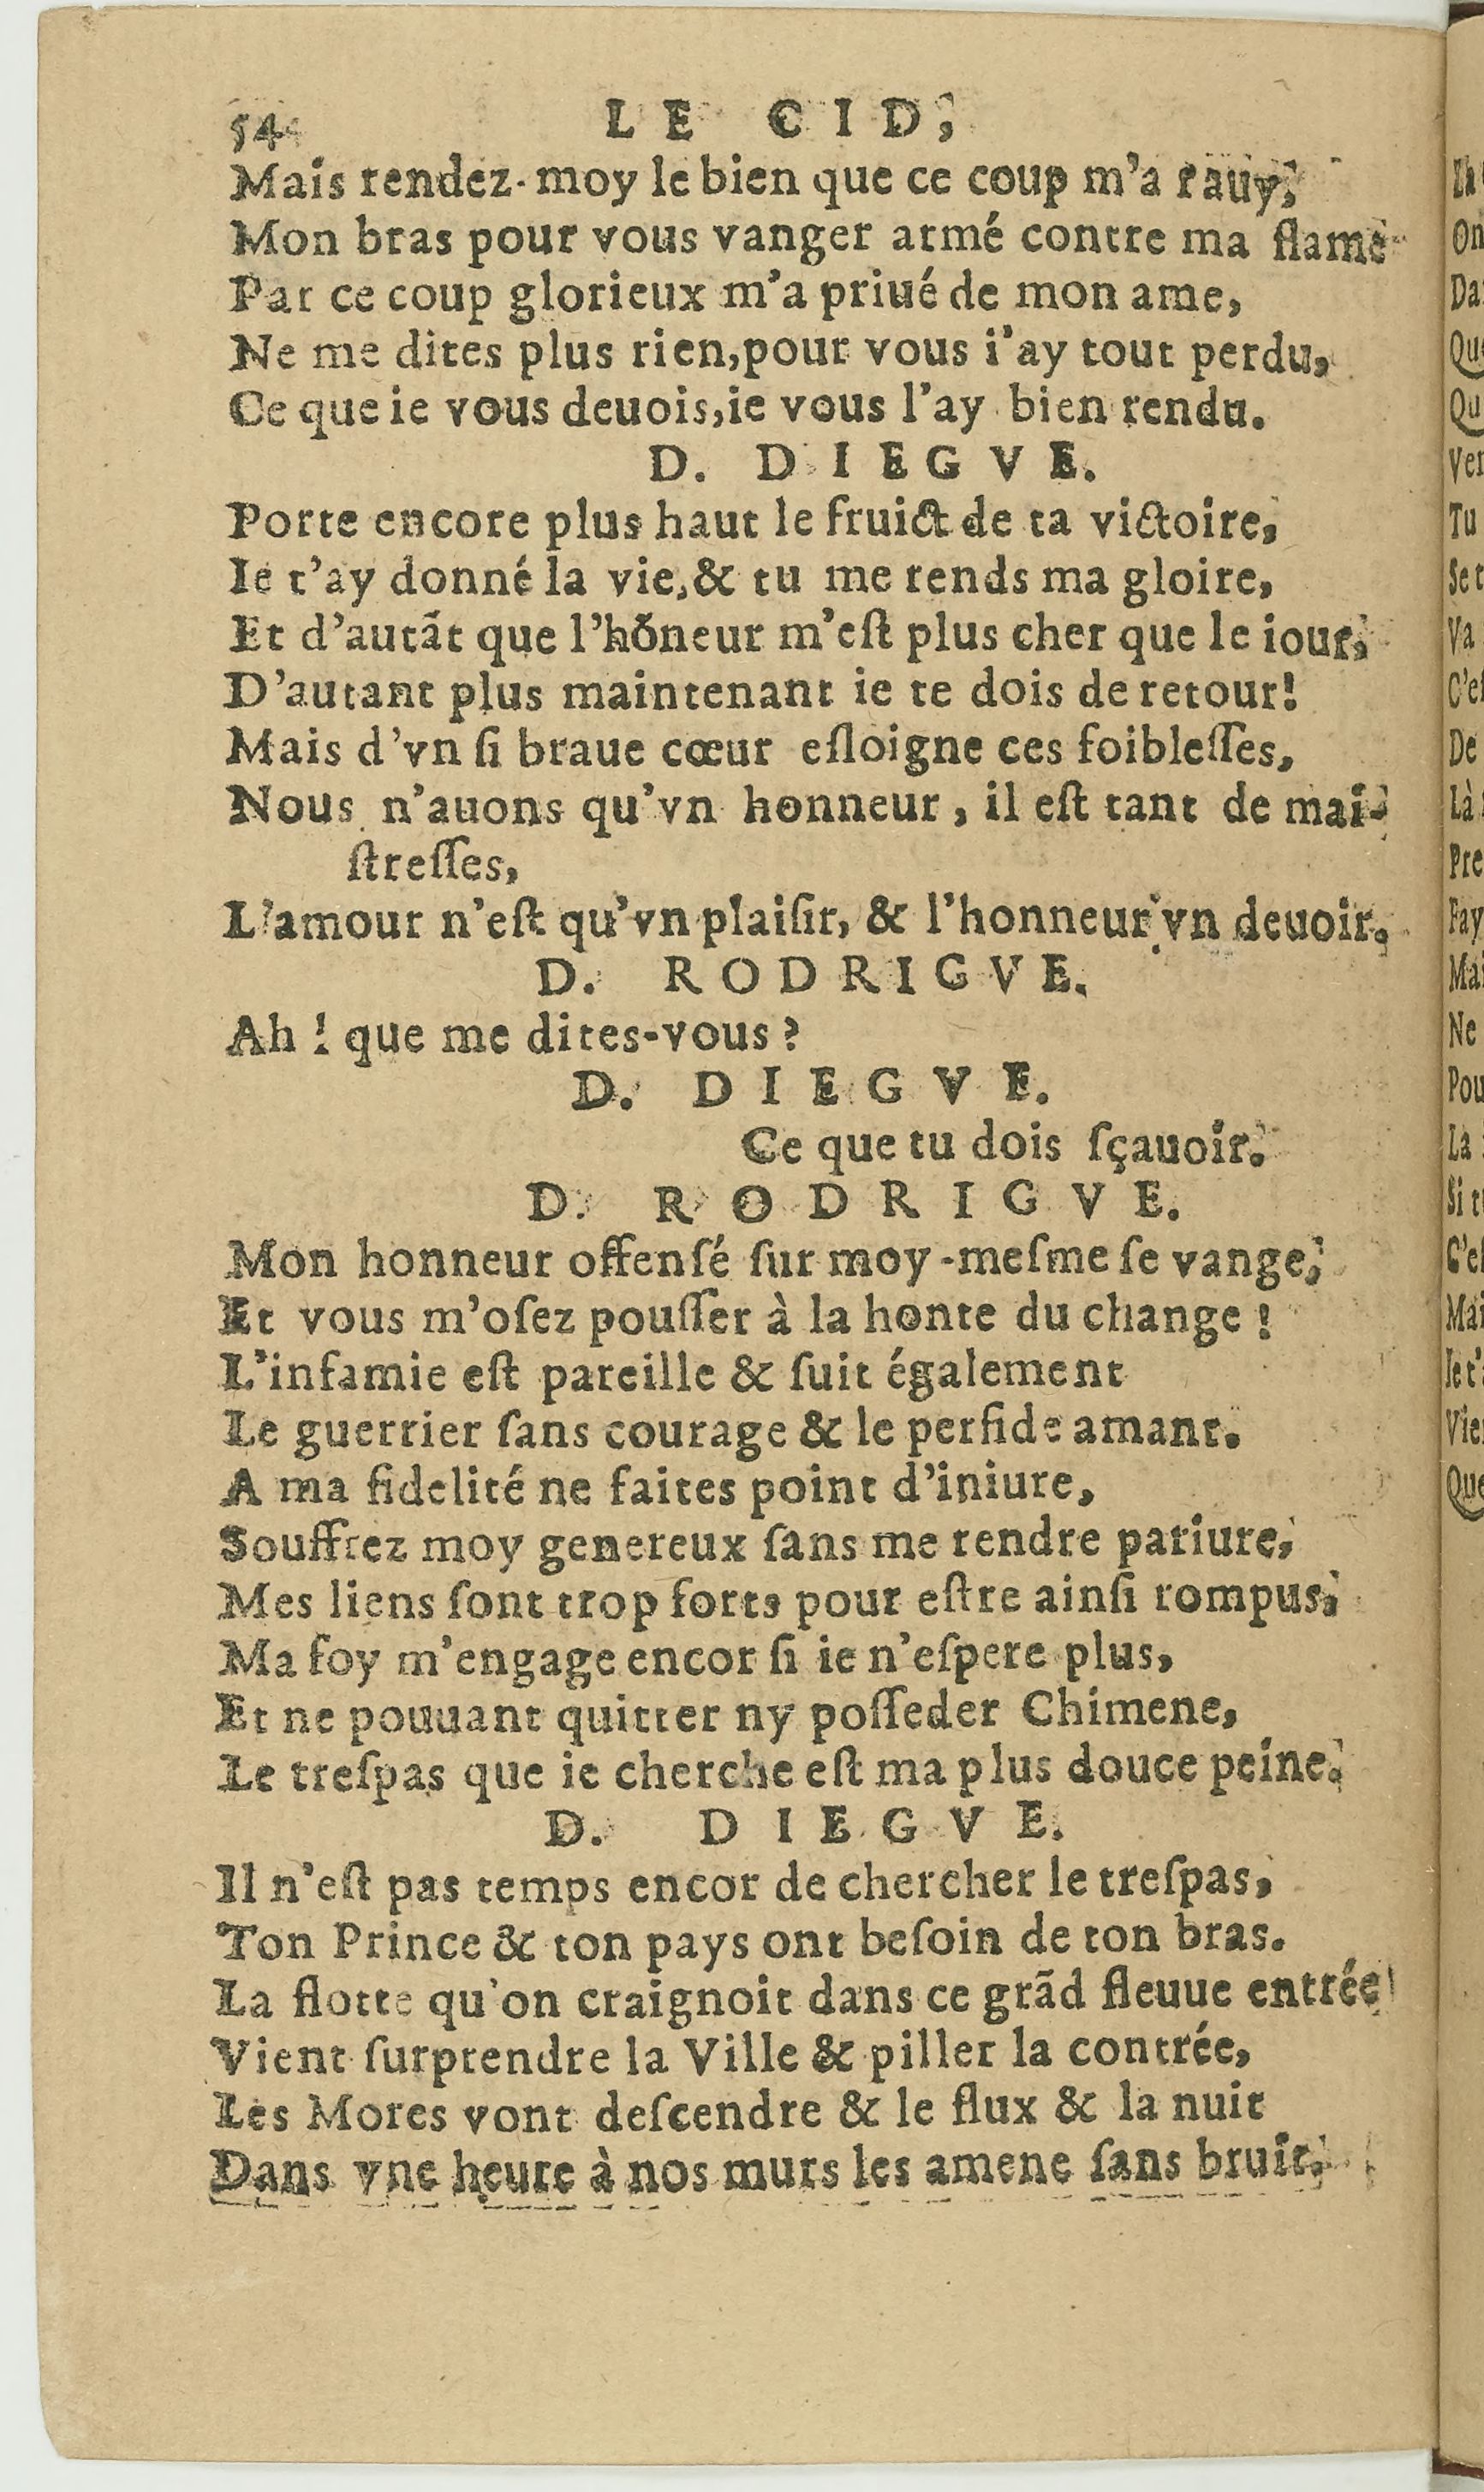 54
LE CID,
Mais rendez-moy le bien que ce coup m'a rauy,
Mon bras pour vous vanger armé contre ma flame
Par ce coup glorieux m'a priué de mon ame,
Ne me dites plus rien, pour vous i'ay tout perdu,
Ce que ie vous deuois, ie vous l'ay bien rendu.
D. DIEGVE.
Porte encore plus haut le fruict de ta victoire,
Ie t'ay donné la vie, & tu me rends ma gloire,
Et d'autãt que l'hõneur m'eſt plus cher que le iour,
D'autant plus maintenant ie te dois de retour!
Mais d'vn ſi braue cœur eſloigne ces foibleſſes,
Nous n'auons qu'vn honneur, il eſt tant de mai-
ſtreſſes,
L'amour n'eſt qu'vn plaiſir, & l'honneur vn deuoir.
D. RODRIGVE.
Ah! que me dites-vous?
D. DIEGVE.
Ce que tu dois ſçauoir.
D. RODRIGVE.
Mon honneur offenſé ſur moy-meſme ſe vange,
Et vous m'oſez pouſſer à la honte du change!
L'infamie eſt pareille & ſuit également
Le guerrier ſans courage & le perfide amant.
A ma fidelité ne faites point d'iniure,
Souffrez moy genereux ſans me rendre pariure,
Mes liens ſont trop forts pour eſtre ainſi rompus,
Ma foy m'engage encor ſi ie n'eſpere plus,
Et ne pouuant quitter ny poſſeder Chimene,
Le treſpas que ie cherche eſt ma plus douce peine.
D. DIEGVE.
Il n'eſt pas temps encor de chercher le treſpas,
Ton Prince & ton pays ont beſoin de ton bras.
La flotte qu'on craignoit dans ce grãd fleuue entrée
Vient ſurprendre la Ville & piller la contrée,
Les Mores vont deſcendre & le flux & la nuit
Dans vne heure à nos murs les amene ſans bruit.
On
Tu
Va
De
Là
Ne
La